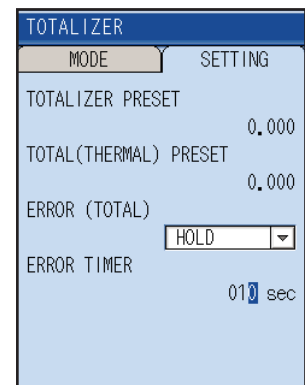 TOTALIZER
MODE SETTING
TOTALIZER PRESET
0.000
TOTAL(THERMAL) PRESET
0.000
ERROR (TOTAL)
HOLD
ERROR TIMER
010 sec